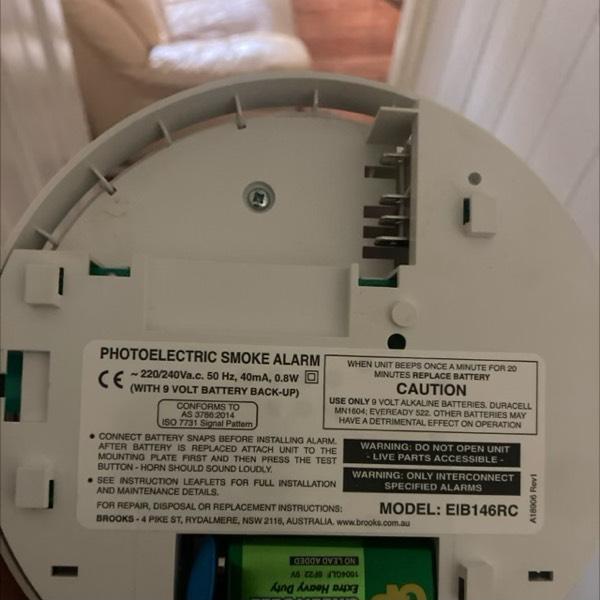 PHOTOELECTRIC SMOKE ALARM
CE ~ 220/240Va.c. 50 Hz, 40mA, 0.8W
(WITH 9 VOLT BATTERY BACK-UP)
CONFORMS TO
AS 3786:2014
ISO 7731 Signal Pattern
WHEN UNIT BEEPS ONCE A MINUTE FOR 20
MINUTES REPLACE BATTERY
CAUTION
USE ONLY 9 VOLT ALKALINE BATTERIES. DURACELL
MN1604; EVEREADY 522. OTHER BATTERIES MAY
HAVE A DETRIMENTAL EFFECT ON OPERATION
• CONNECT BATTERY SNAPS BEFORE INSTALLING ALARM.
AFTER BATTERY IS REPLACED ATTACH UNIT TO THE
MOUNTING PLATE FIRST AND THEN PRESS THE TEST
BUTTON - HORN SHOULD SOUND LOUDLY.
• SEE INSTRUCTION LEAFLETS FOR FULL INSTALLATION
AND MAINTENANCE DETAILS.
WARNING: DO NOT OPEN UNIT
- LIVE PARTS ACCESSIBLE -
WARNING: ONLY INTERCONNECT
SPECIFIED ALARMS
FOR REPAIR, DISPOSAL OR REPLACEMENT INSTRUCTIONS:
BROOKS - 4 PIKE ST, RYDALMERE, NSW 2116, AUSTRALIA. www.brooks.com.au
MODEL: EIB146RC
A18906 Rev1
NO LEAD ADDED
1604GLF 6F22 9V
Extra Heavy Duty
GP